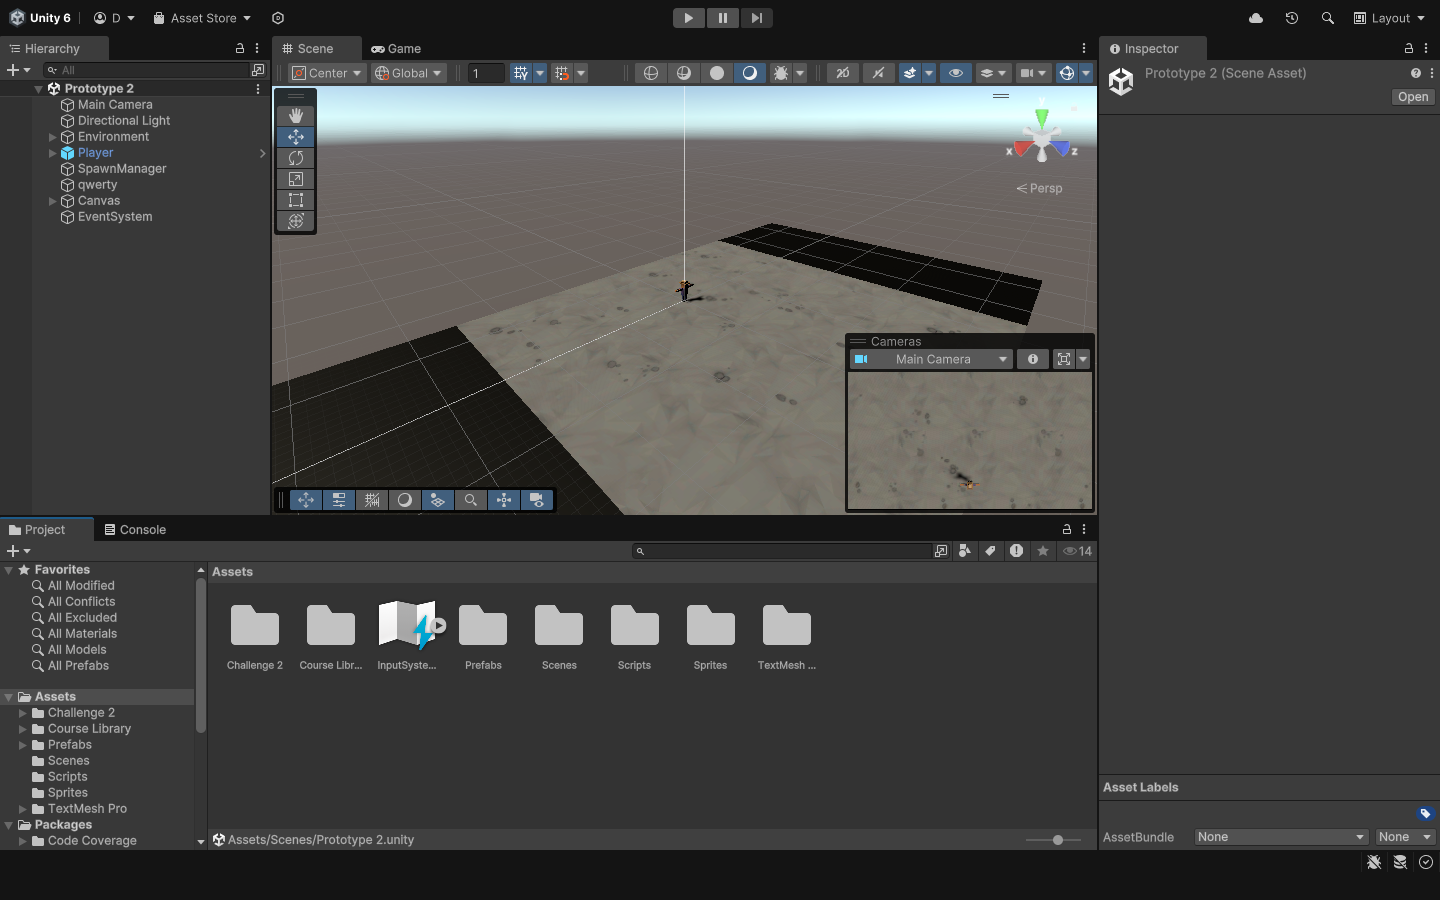 Unity 6
D
Asset Store
Layout
Hierarchy
All
Prototype 2
Main Camera
Directional Light
Environment
Player
SpawnManager
qwerty
Canvas
EventSystem
Scene
Game
Center
Global
1
2D
y
x
z
Persp
Cameras
Main Camera
Inspector
Prototype 2 (Scene Asset)
Open
Project
Console
14
Favorites
All Modified
All Conflicts
All Excluded
All Materials
All Models
All Prefabs
Assets
Challenge 2
Course Library
Prefabs
Scenes
Scripts
Sprites
TextMesh Pro
Packages
Code Coverage
Assets
Challenge 2
Course Libr...
InputSyste...
Prefabs
Scenes
Scripts
Sprites
TextMesh ...
Assets/Scenes/Prototype 2.unity
Asset Labels
AssetBundle
None
None